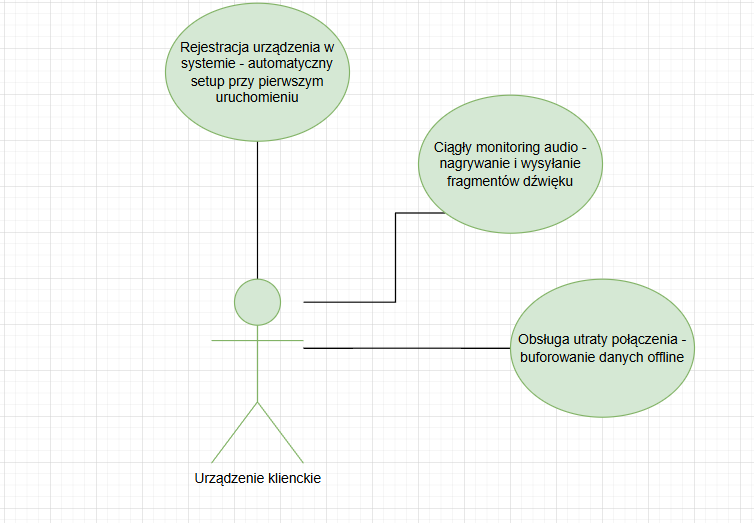 Rejestracja urządzenia w
systemie - automatyczny
setup przy pierwszym
uruchomieniu
Ciągły monitoring audio -
nagrywanie i wysyłanie
fragmentów dźwięku
Obsługa utraty połączenia -
buforowanie danych offline
Urządzenie klienckie